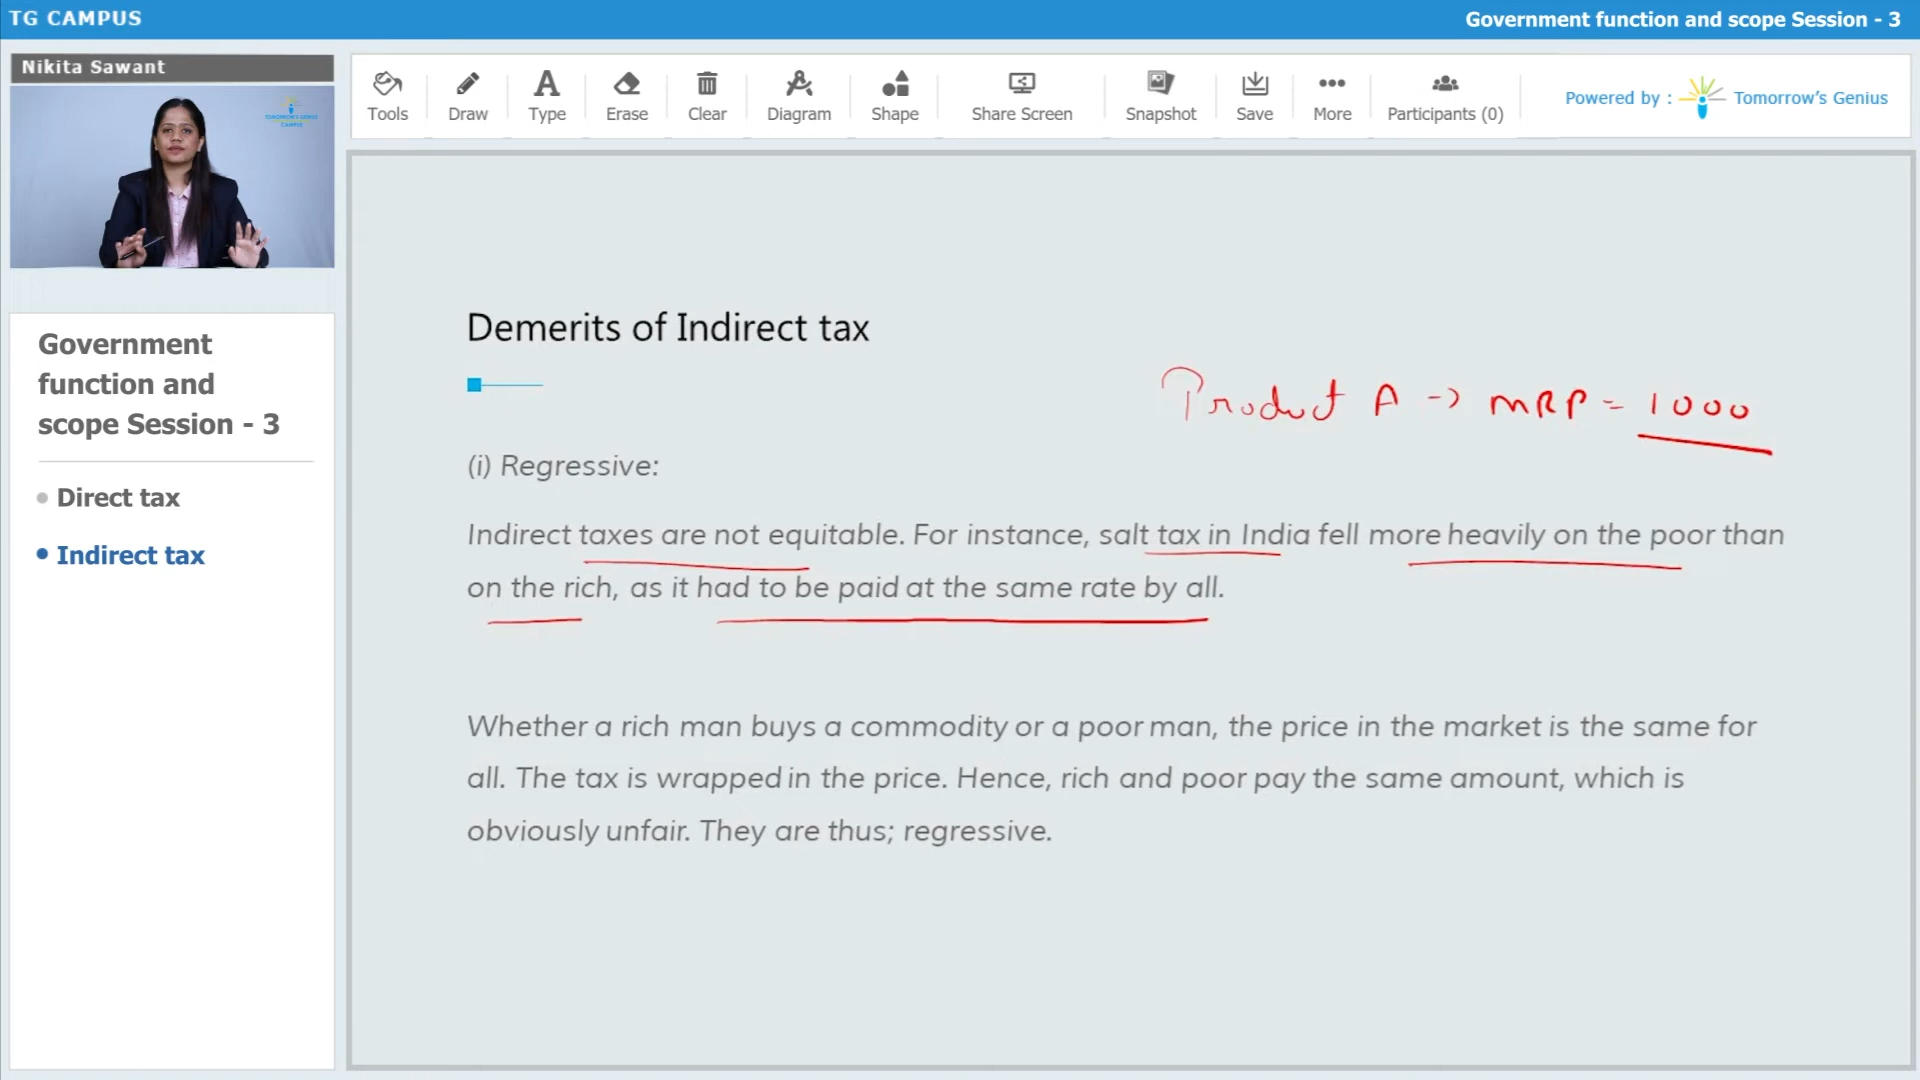 TG CAMPUS
Government function and scope Session - 3
Nikita Sawant
TOMORROW'S GENIUS
CAMPUS
Tools
Draw
Type
Erase
Clear
Diagram
Shape
Share Screen
Snapshot
Save
More
Participants (0)
Powered by :
Tomorrow's Genius
Government
function and
scope Session - 3
Direct tax
Indirect tax
Demerits of Indirect tax
Product A -> MRP = 1000
(i) Regressive:
Indirect taxes are not equitable. For instance, salt tax in India fell more heavily on the poor than
on the rich, as it had to be paid at the same rate by all.
Whether a rich man buys a commodity or a poor man, the price in the market is the same for
all. The tax is wrapped in the price. Hence, rich and poor pay the same amount, which is
obviously unfair. They are thus; regressive.